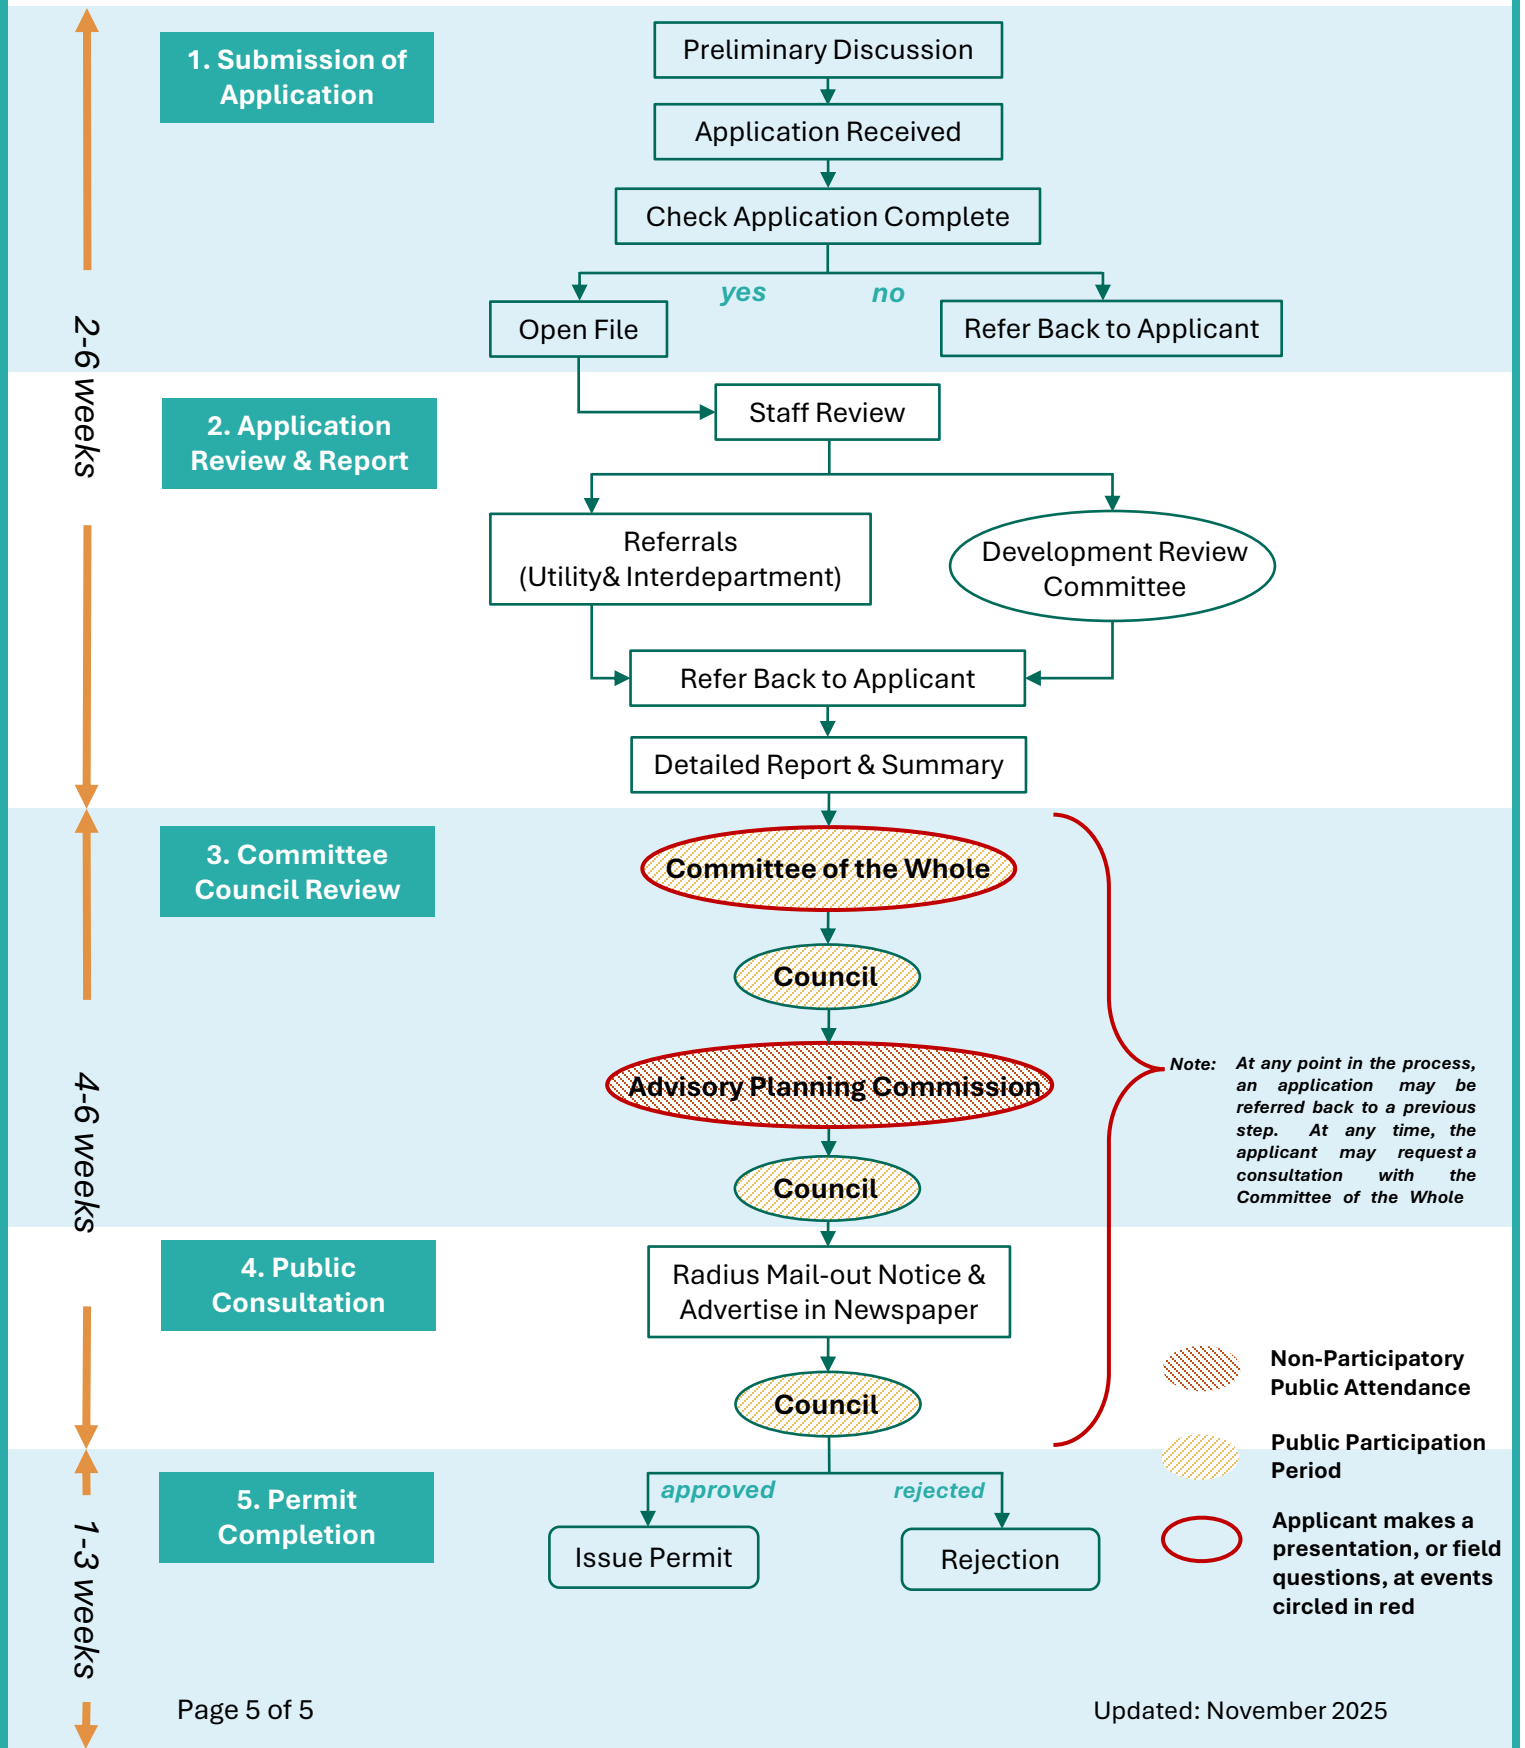 1. Submission of
Application
Preliminary Discussion
Application Received
Check Application Complete
yes
no
Open File
Refer Back to Applicant
2-6 weeks
2. Application
Review & Report
Staff Review
Referrals
(Utility& Interdepartment)
Development Review
Committee
Refer Back to Applicant
Detailed Report & Summary
3. Committee
Council Review
Committee of the Whole
Council
Advisory Planning Commission
Council
4-6 weeks
Note:
At any point in the process,
an application may be
referred back to a previous
step. At any time, the
applicant may request a
consultation with the
Committee of the Whole
4. Public
Consultation
Radius Mail-out Notice &
Advertise in Newspaper
Council
Non-Participatory
Public Attendance
Public Participation
Period
Applicant makes a
presentation, or field
questions, at events
circled in red
5. Permit
Completion
approved
rejected
Issue Permit
Rejection
1-3 weeks
Page 5 of 5
Updated: November 2025